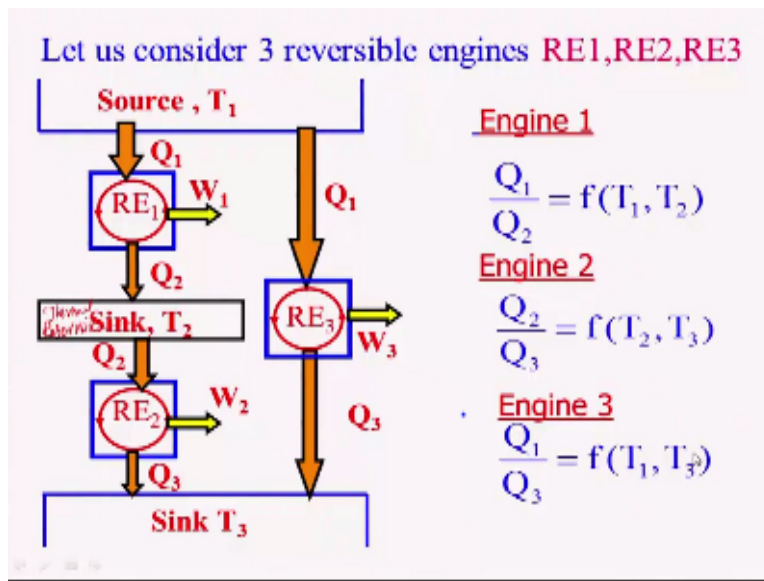 Let us consider 3 reversible engines RE1,RE2,RE3
Source , T₁
Q₁
RE₁
W₁
Q₂
Sink, T₂
Q₂
RE₂
W₂
Q₃
Sink T₃
Q₁
RE₃
W₃
Q₃
Engine 1
Q₁/Q₂ = f(T₁,T₂)
Engine 2
Q₂/Q₃ = f(T₂,T₃)
Engine 3
Q₁/Q₃ = f(T₁,T₃)